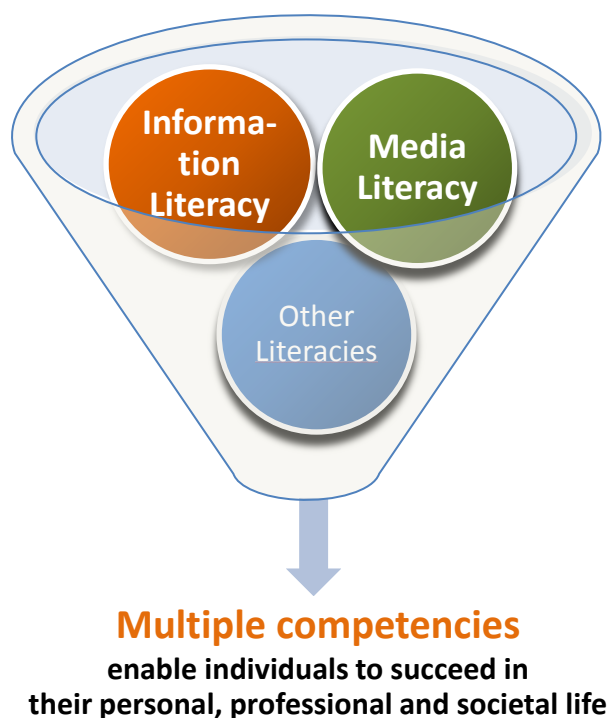 Informa-
tion
Literacy
Media
Literacy
Other
Literacies
Multiple competencies
enable individuals to succeed in
their personal, professional and societal life